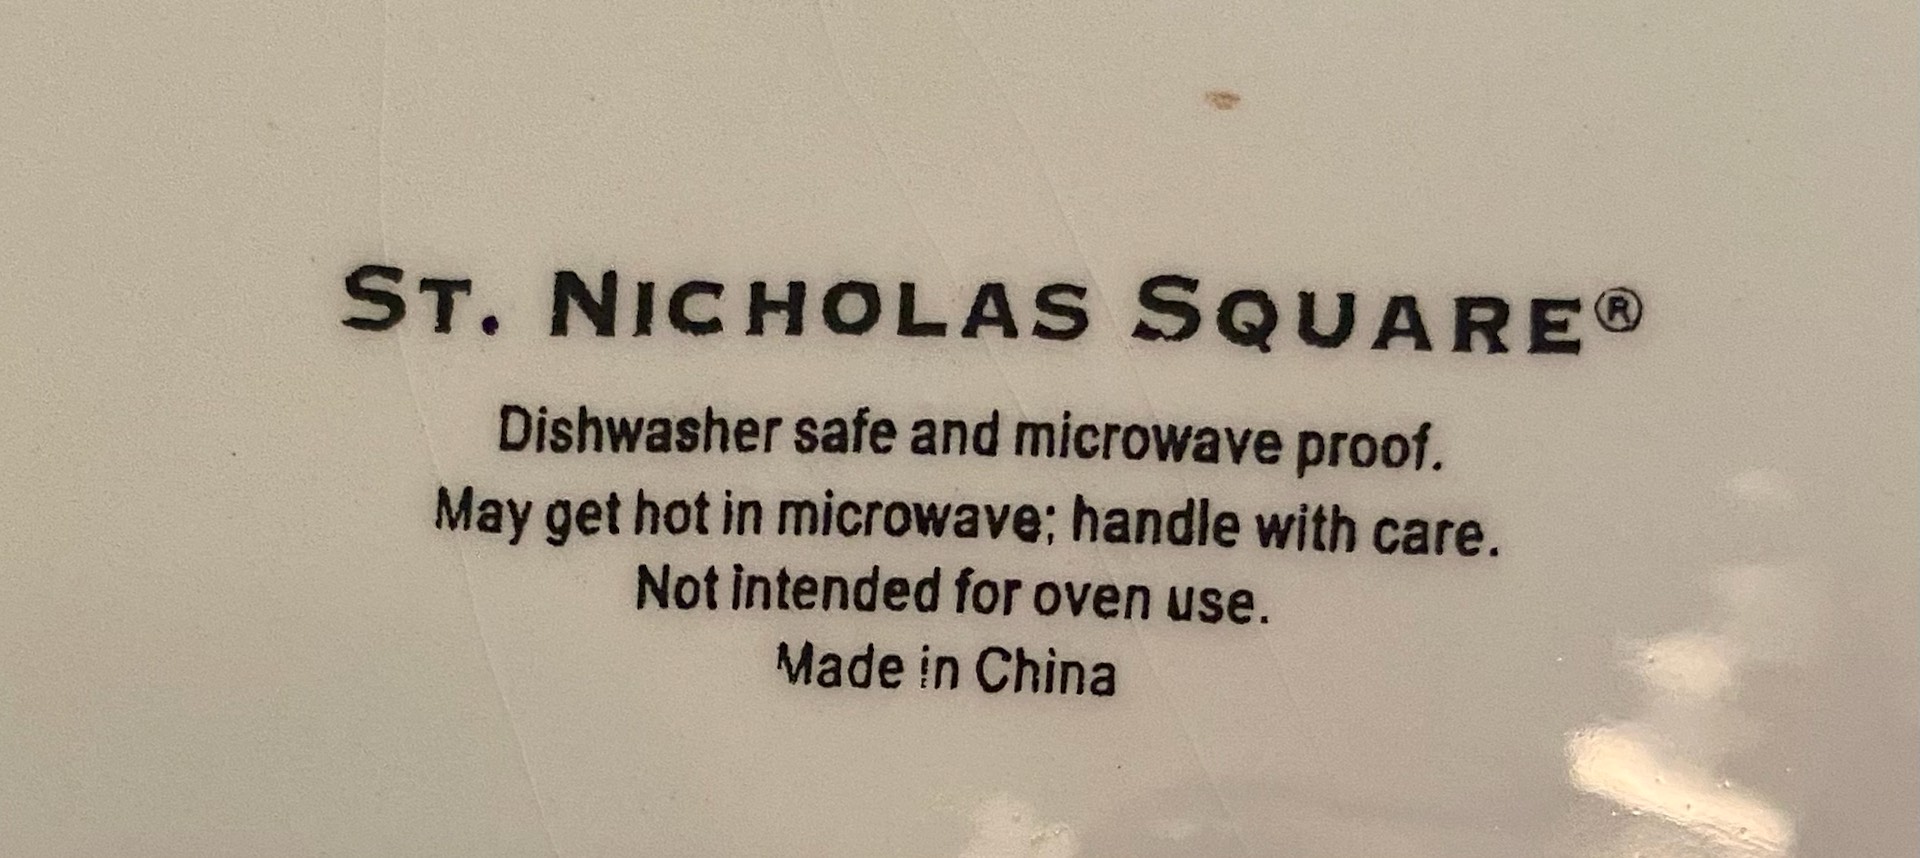 ST. NICHOLAS SQUARE®
Dishwasher safe and microwave proof.
May get hot in microwave; handle with care.
Not intended for oven use.
Made in China